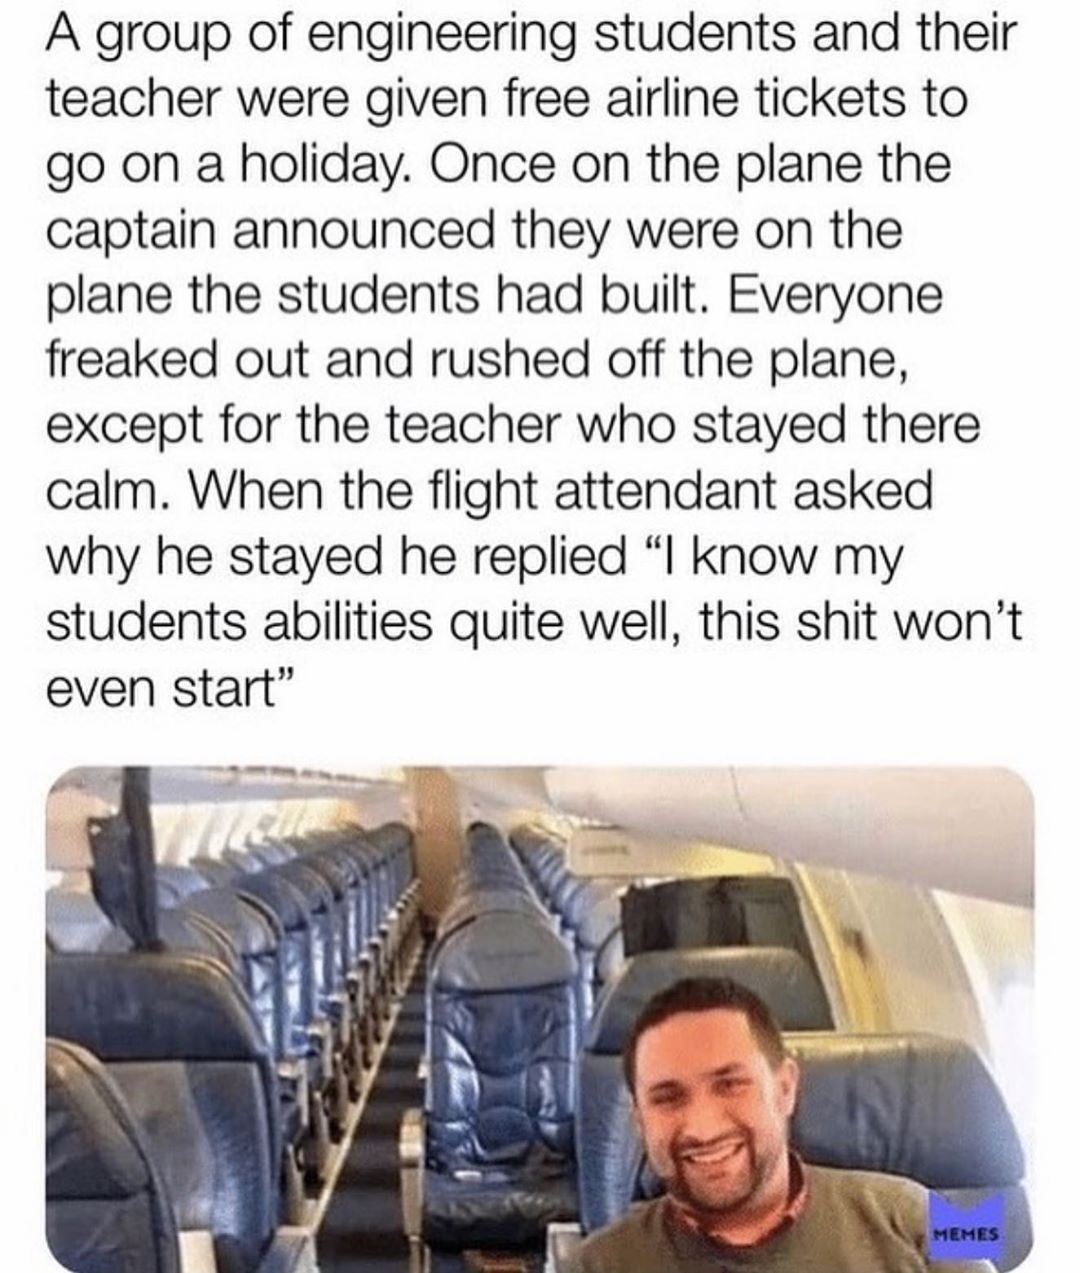 A group of engineering students and their
teacher were given free airline tickets to
go on a holiday. Once on the plane the
captain announced they were on the
plane the students had built. Everyone
freaked out and rushed off the plane,
except for the teacher who stayed there
calm. When the flight attendant asked
why he stayed he replied “I know my
students abilities quite well, this shit won’t
even start”
MEMES